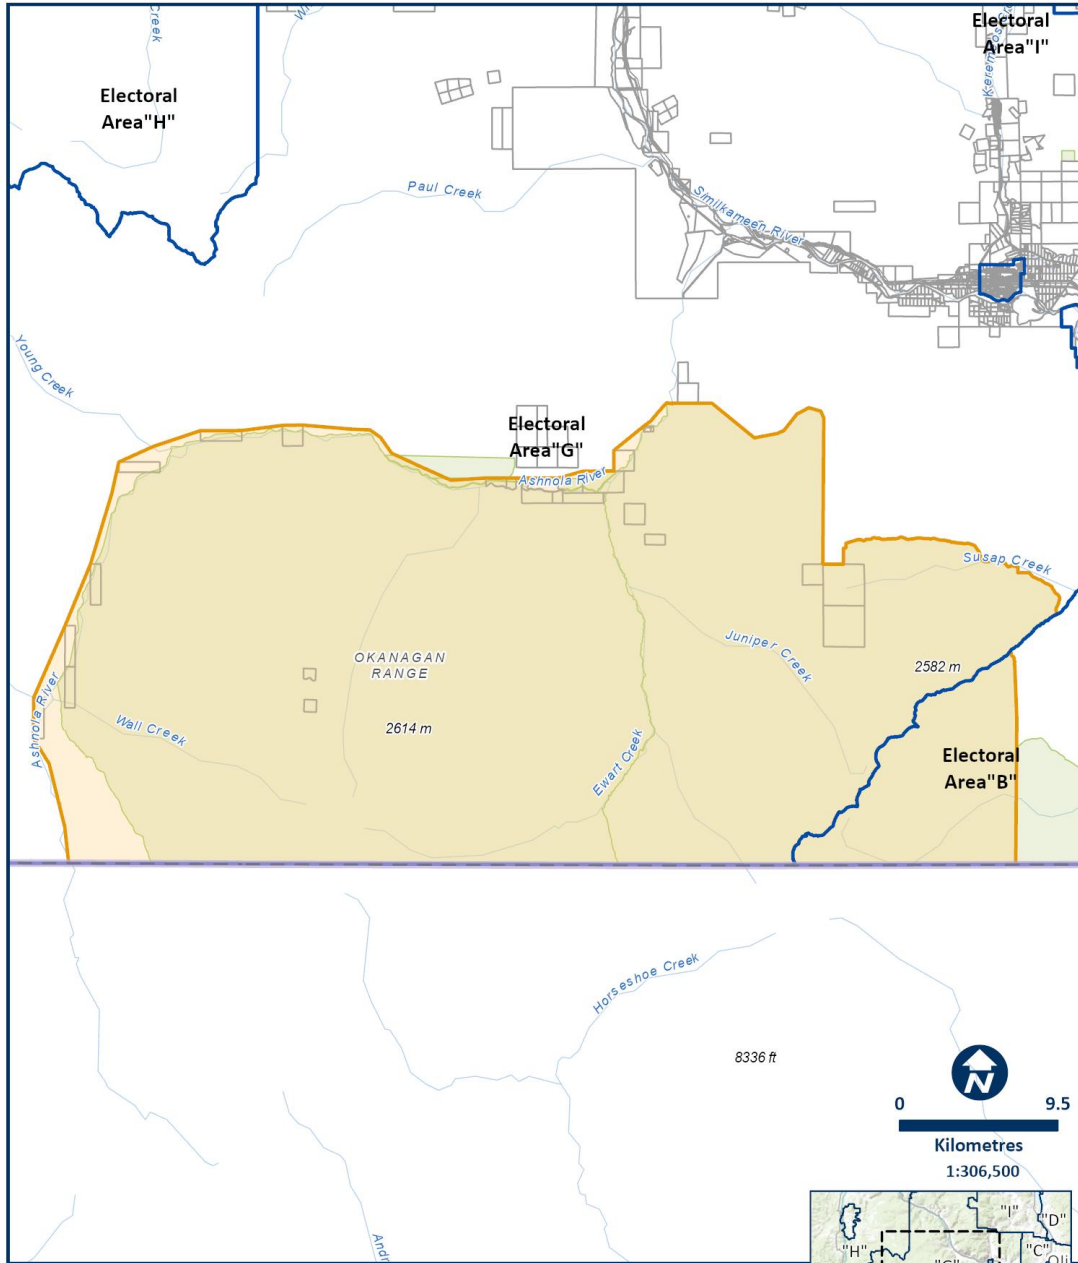 Creek
Electoral
Area"I"
Electoral
Area"H"
Paul Creek
Similkameen River
Young Creek
Electoral
Area"G"
Ashnola River
Susap Creek
Juniper Creek
OKANAGAN
RANGE
2582 m
Ashnola River
Wall Creek
2614 m
Ewart Creek
Electoral
Area"B"
Horseshoe Creek
8336 ft
N
0 9.5
Kilometres
1:306,500
"I"
"D"
"H"
"C"